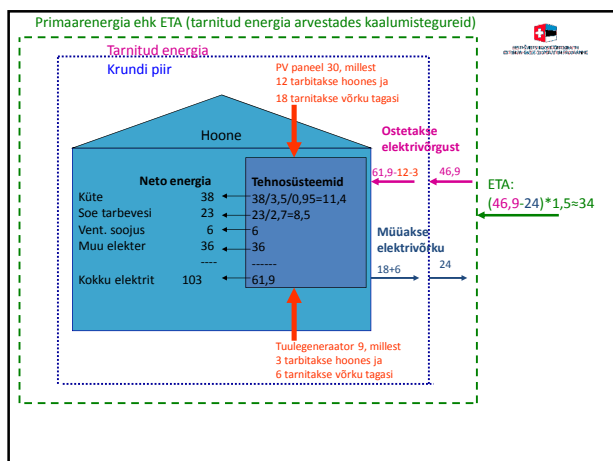 Primaarenergia ehk ETA (tarnitud energia arvestades kaalumistegureid)
Tarnitud energia
Krundi piir
PV paneel 30, millest
12 tarbitakse hoones ja
18 tarnitakse võrku tagasi
Hoone
Neto energia
Tehnosüsteemid
Küte 38 38/3,5/0,95=11,4
Soe tarbevesi 23 23/2,7=8,5
Vent. soojus 6 6
Muu elekter 36 36
---- ------
Kokku elektrit 103 61,9
Ostetakse
elektrivõrgust
61,9-12-3 46,9
ETA:
(46,9-24)*1,5≈34
Müüakse
elektrivõrku
18+6 24
Tuulegeneraator 9, millest
3 tarbitakse hoones ja
6 tarnitakse võrku tagasi